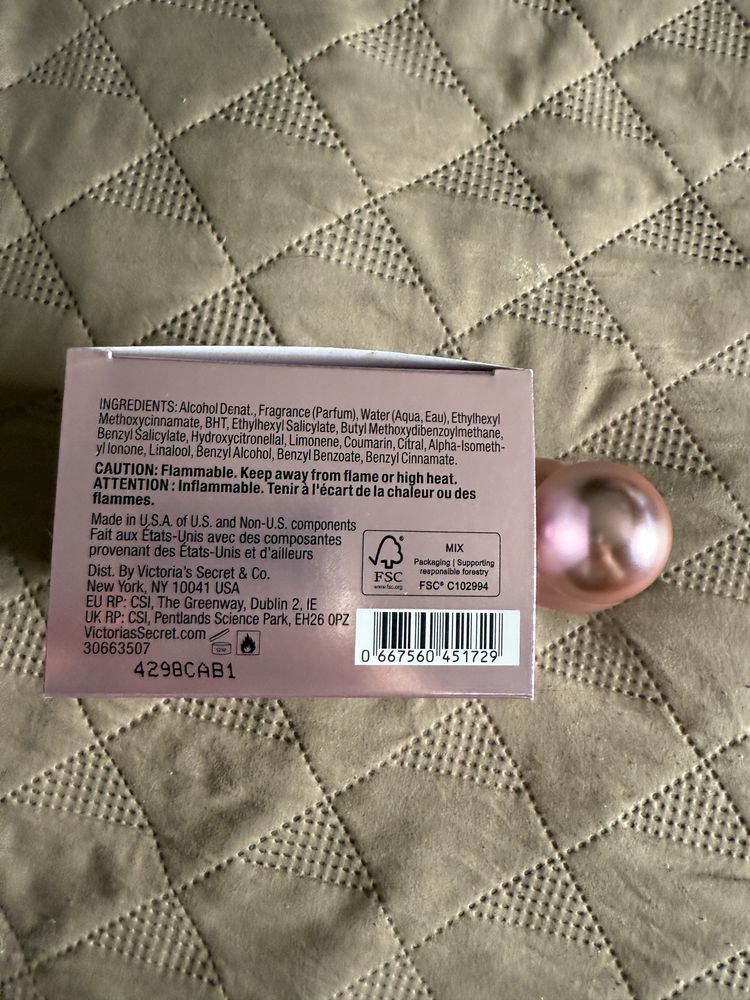 INGREDIENTS: Alcohol Denat., Fragrance (Parfum), Water (Aqua, Eau), Ethylhexyl
Methoxycinnamate, BHT, Ethylhexyl Salicylate, Butyl Methoxydibenzoylmethane,
Benzyl Salicylate, Hydroxycitronellal, Limonene, Coumarin, Citral, Alpha-Isometh-
yl Ionone, Linalool, Benzyl Alcohol, Benzyl Benzoate, Benzyl Cinnamate.
CAUTION: Flammable. Keep away from flame or high heat.
ATTENTION : Inflammable. Tenir à l'écart de la chaleur ou des
flammes.
Made in U.S.A. of U.S. and Non-U.S. components
Fait aux États-Unis avec des composantes
provenant des États-Unis et d'ailleurs
Dist. By Victoria's Secret & Co.
New York, NY 10041 USA
EU RP: CSI, The Greenway, Dublin 2, IE
UK RP: CSI, Pentlands Science Park, EH26 0PZ
VictoriasSecret.com
12M
30663507
4298CAB1
FSC
www.fsc.org
MIX
Packaging | Supporting
responsible forestry
FSC® C102994
0 667560 451729